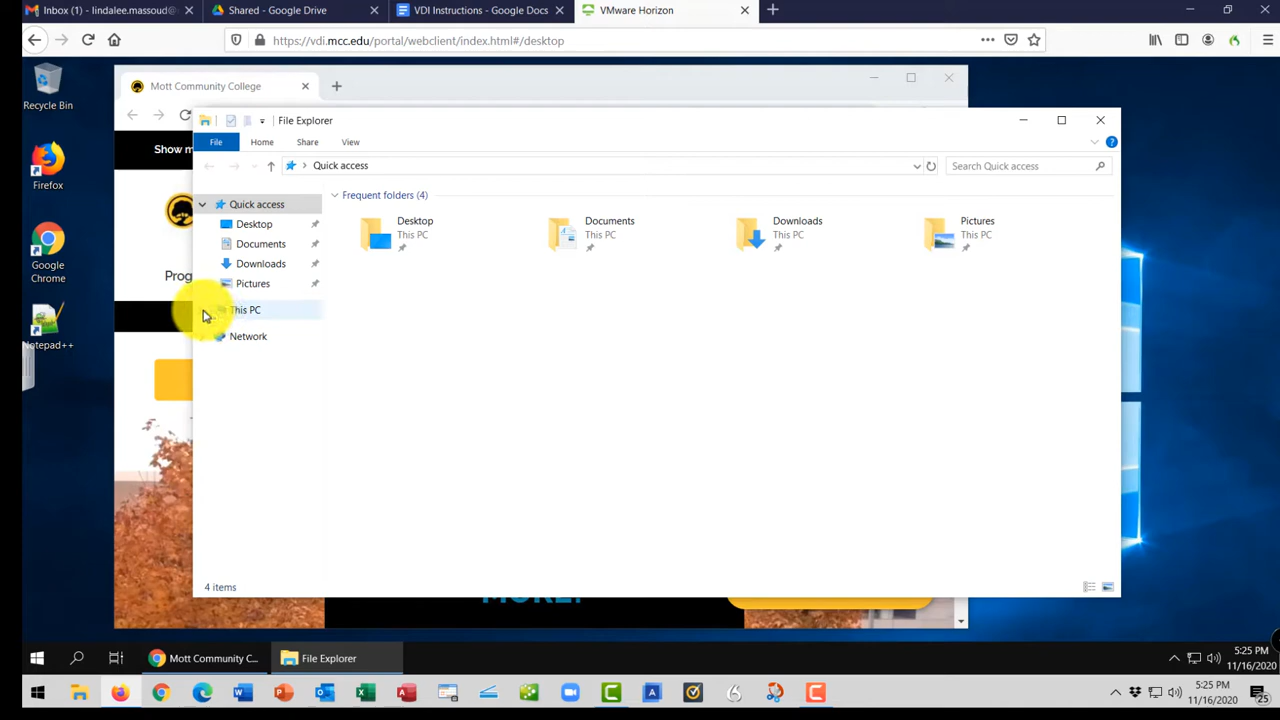 Inbox (1) - lindalee.massoud@
Shared - Google Drive
VDI Instructions - Google Docs
VMware Horizon
https://vdi.mcc.edu/portal/webclient/index.html#/desktop
Recycle Bin
Firefox
Google
Chrome
Notepad++
Mott Community College
Show m
Prog
File Explorer
File
Home
Share
View
Quick access
Search Quick access
Quick access
Desktop
Documents
Downloads
Pictures
This PC
Network
Frequent folders (4)
Desktop
This PC
Documents
This PC
Downloads
This PC
Pictures
This PC
4 items
MORE!
Mott Community C...
File Explorer
5:25 PM
11/16/2020
5:25 PM
11/16/2020
25